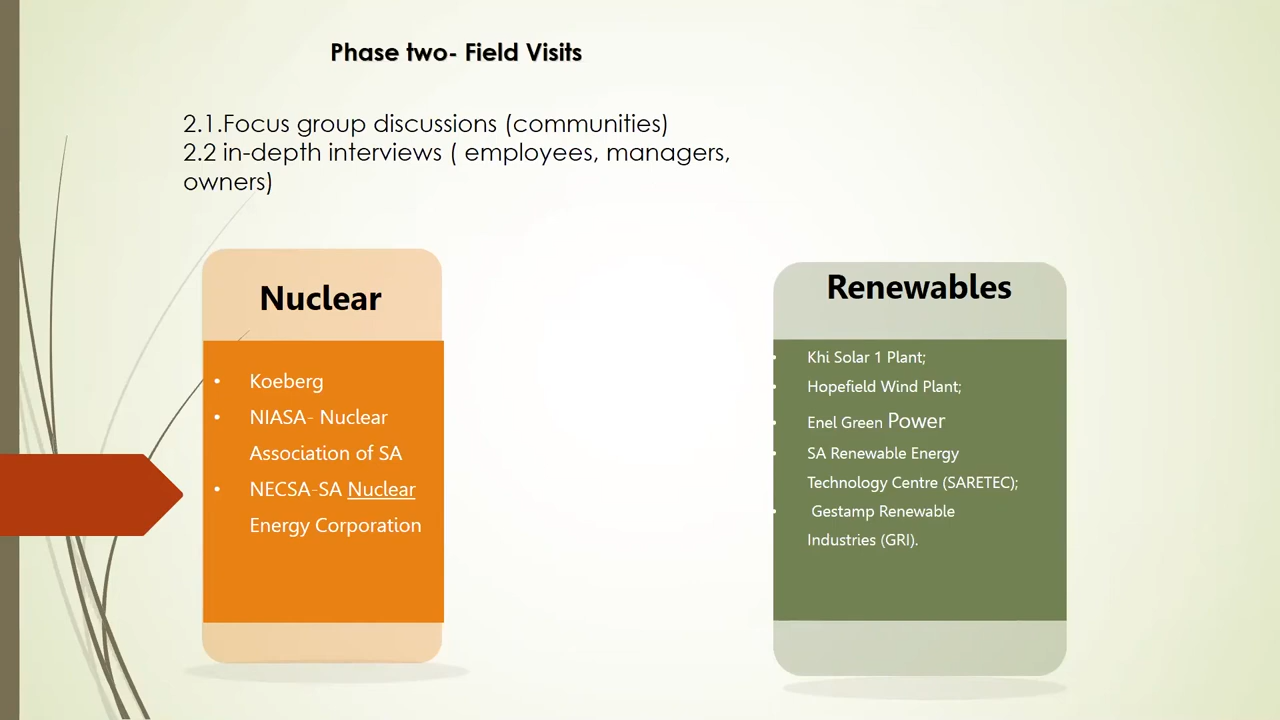 Phase two- Field Visits
2.1.Focus group discussions (communities)
2.2 in-depth interviews ( employees, managers,
owners)
Nuclear
• Koeberg
• NIASA- Nuclear
Association of SA
• NECSA-SA Nuclear
Energy Corporation
Renewables
• Khi Solar 1 Plant;
• Hopefield Wind Plant;
• Enel Green Power
• SA Renewable Energy
Technology Centre (SARETEC);
• Gestamp Renewable
Industries (GRI).